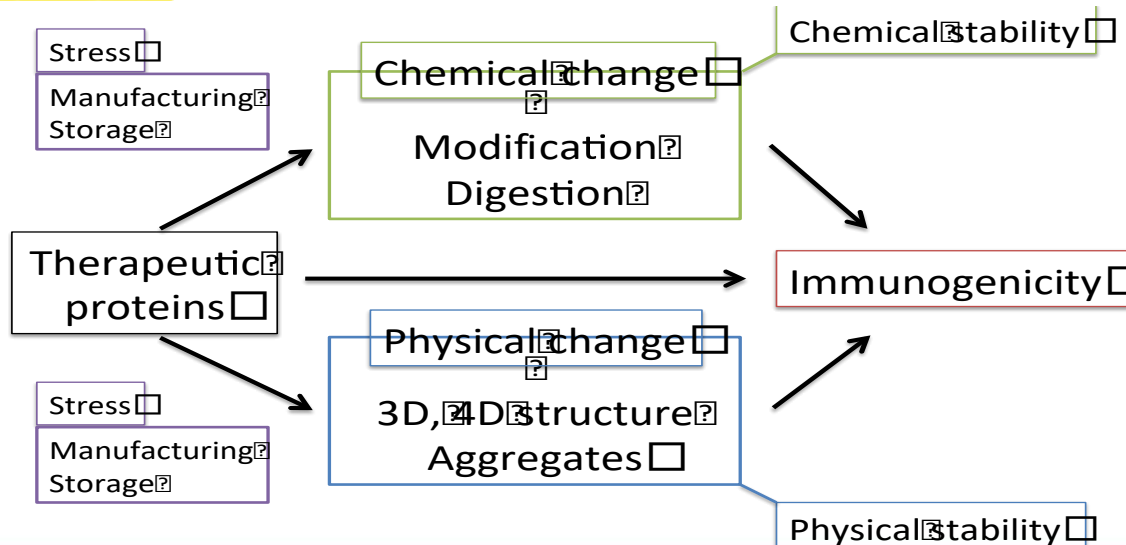 Stress
Manufacturing
Storage
Chemical change
Modification
Digestion
Chemical stability
Therapeutic
proteins
Immunogenicity
Stress
Manufacturing
Storage
Physical change
3D, 4D structure
Aggregates
Physical stability